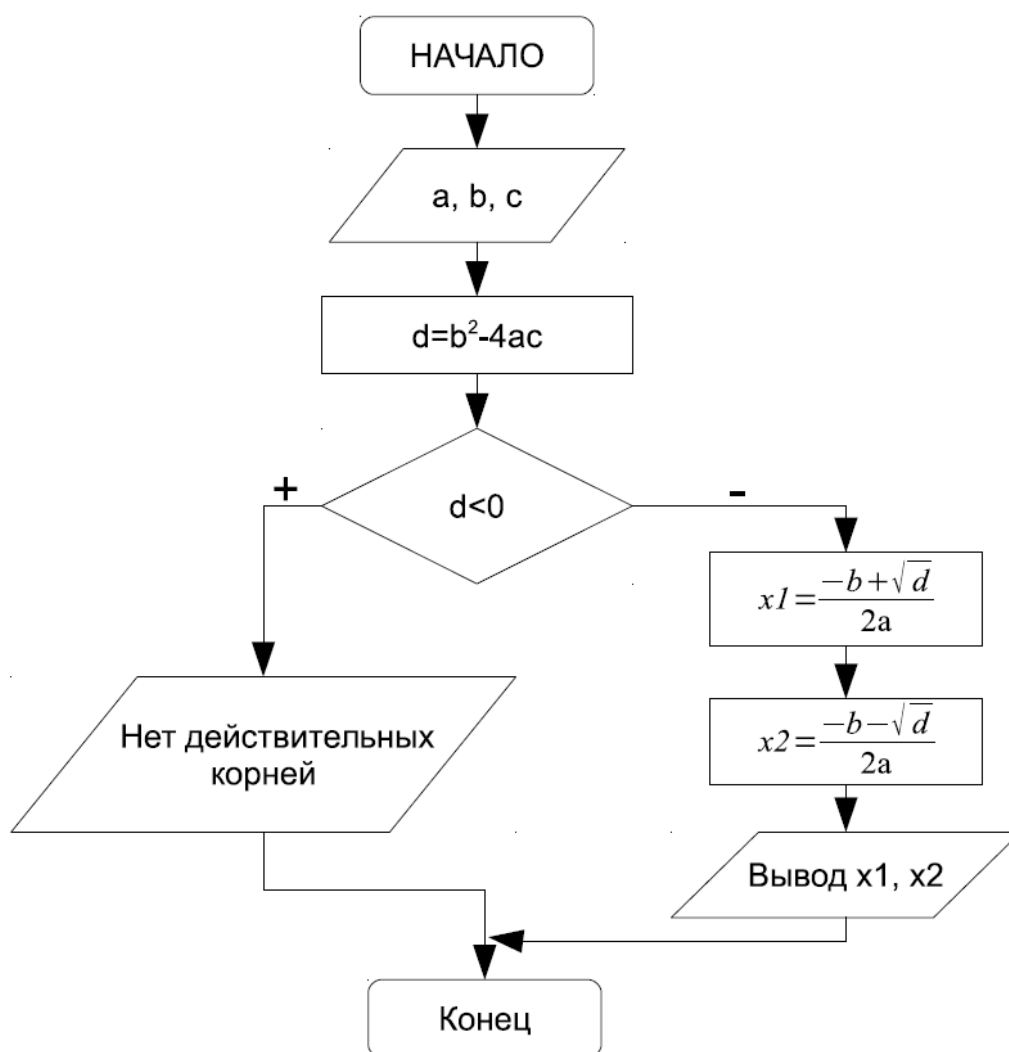 НАЧАЛО
a, b, c
d=b²-4ac
d<0
+
-
x1=(-b+√d)/2a
x2=(-b-√d)/2a
Нет действительных
корней
Вывод x1, x2
Конец